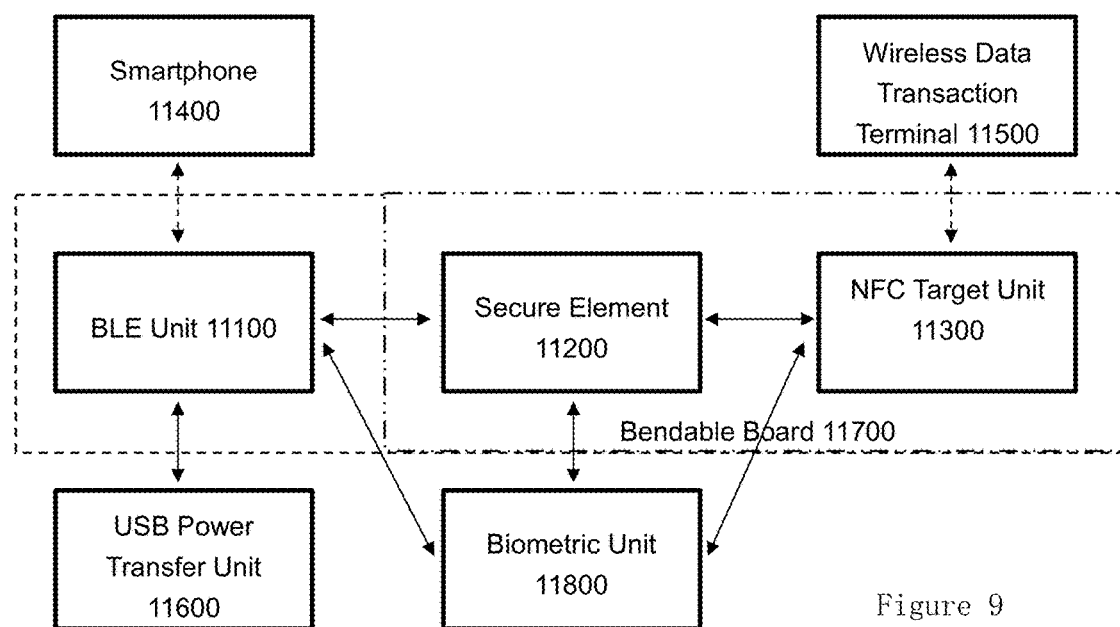 Smartphone
11400
Wireless Data
Transaction
Terminal 11500
BLE Unit 11100
Secure Element
11200
NFC Target Unit
11300
Bendable Board 11700
USB Power
Transfer Unit
11600
Biometric Unit
11800
Figure 9